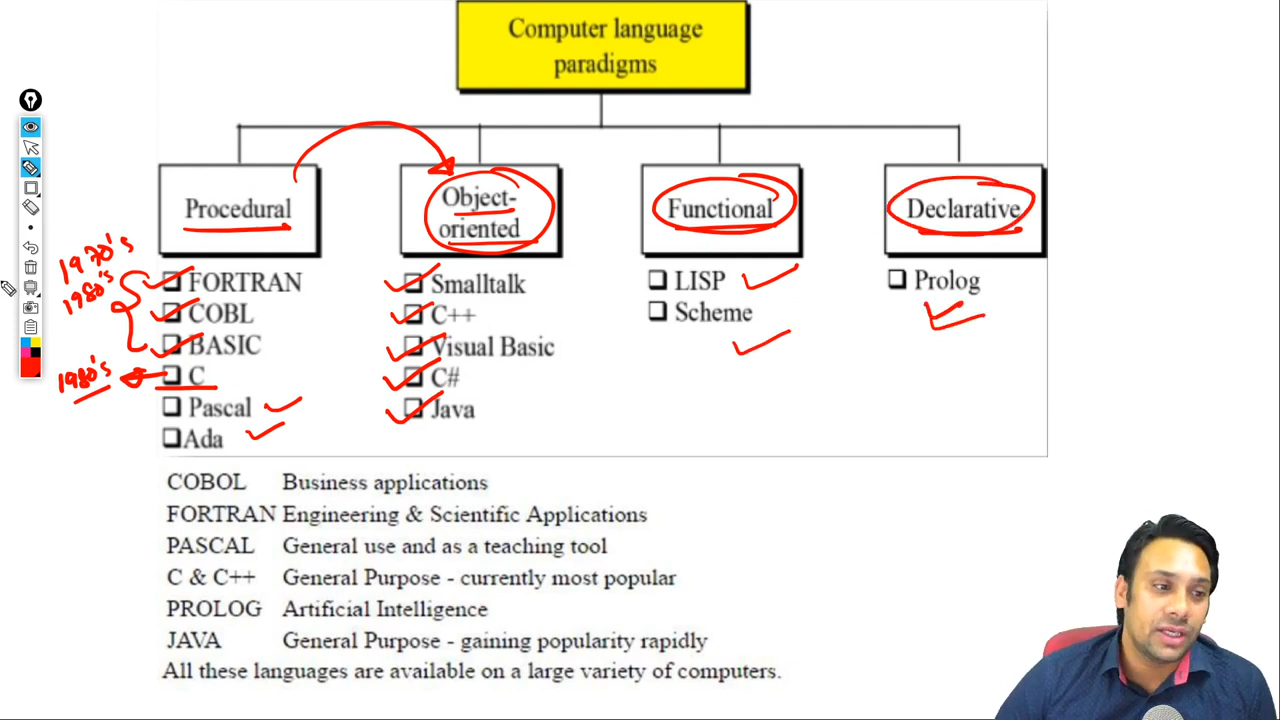 Computer language
paradigms
Procedural
Object-
oriented
Functional
Declarative
1970's
1980's
1980's
FORTRAN
COBL
BASIC
C
Pascal
Ada
Smalltalk
C++
Visual Basic
C#
Java
LISP
Scheme
Prolog
COBOL Business applications
FORTRAN Engineering & Scientific Applications
PASCAL General use and as a teaching tool
C & C++ General Purpose - currently most popular
PROLOG Artificial Intelligence
JAVA General Purpose - gaining popularity rapidly
All these languages are available on a large variety of computers.